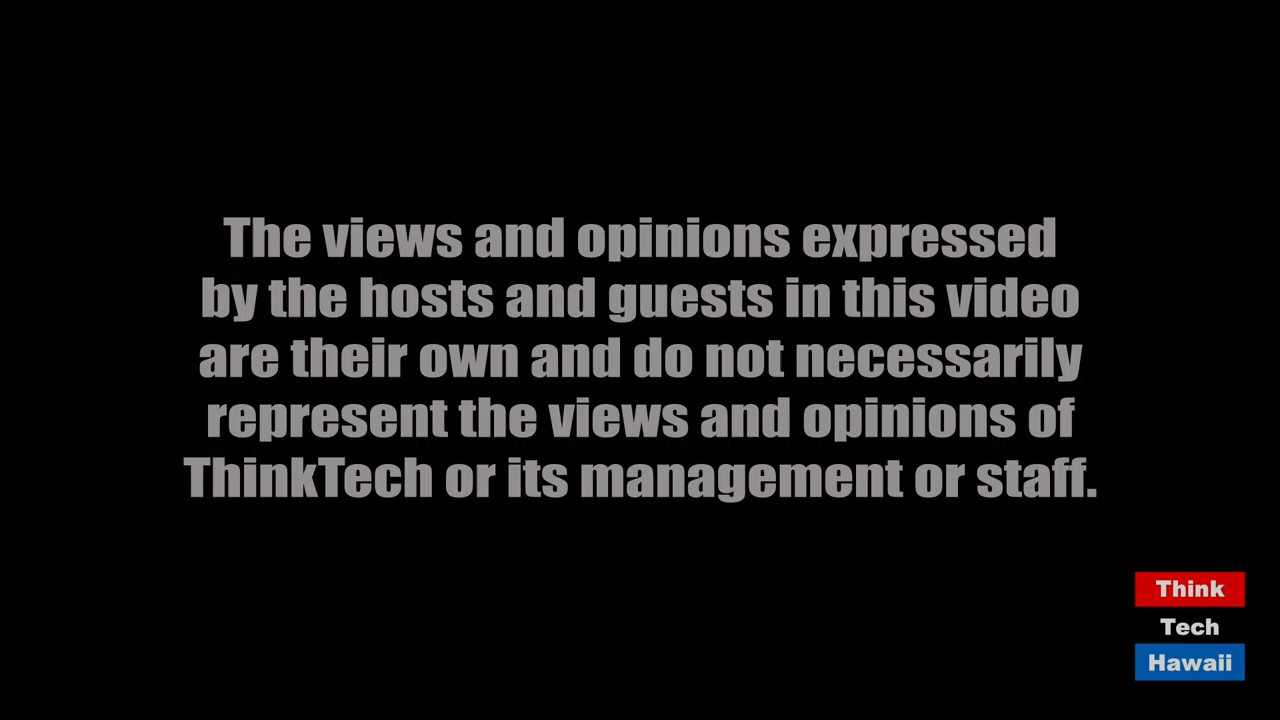 The views and opinions expressed
by the hosts and guests in this video
are their own and do not necessarily
represent the views and opinions of
ThinkTech or its management or staff.
Think
Tech
Hawaii